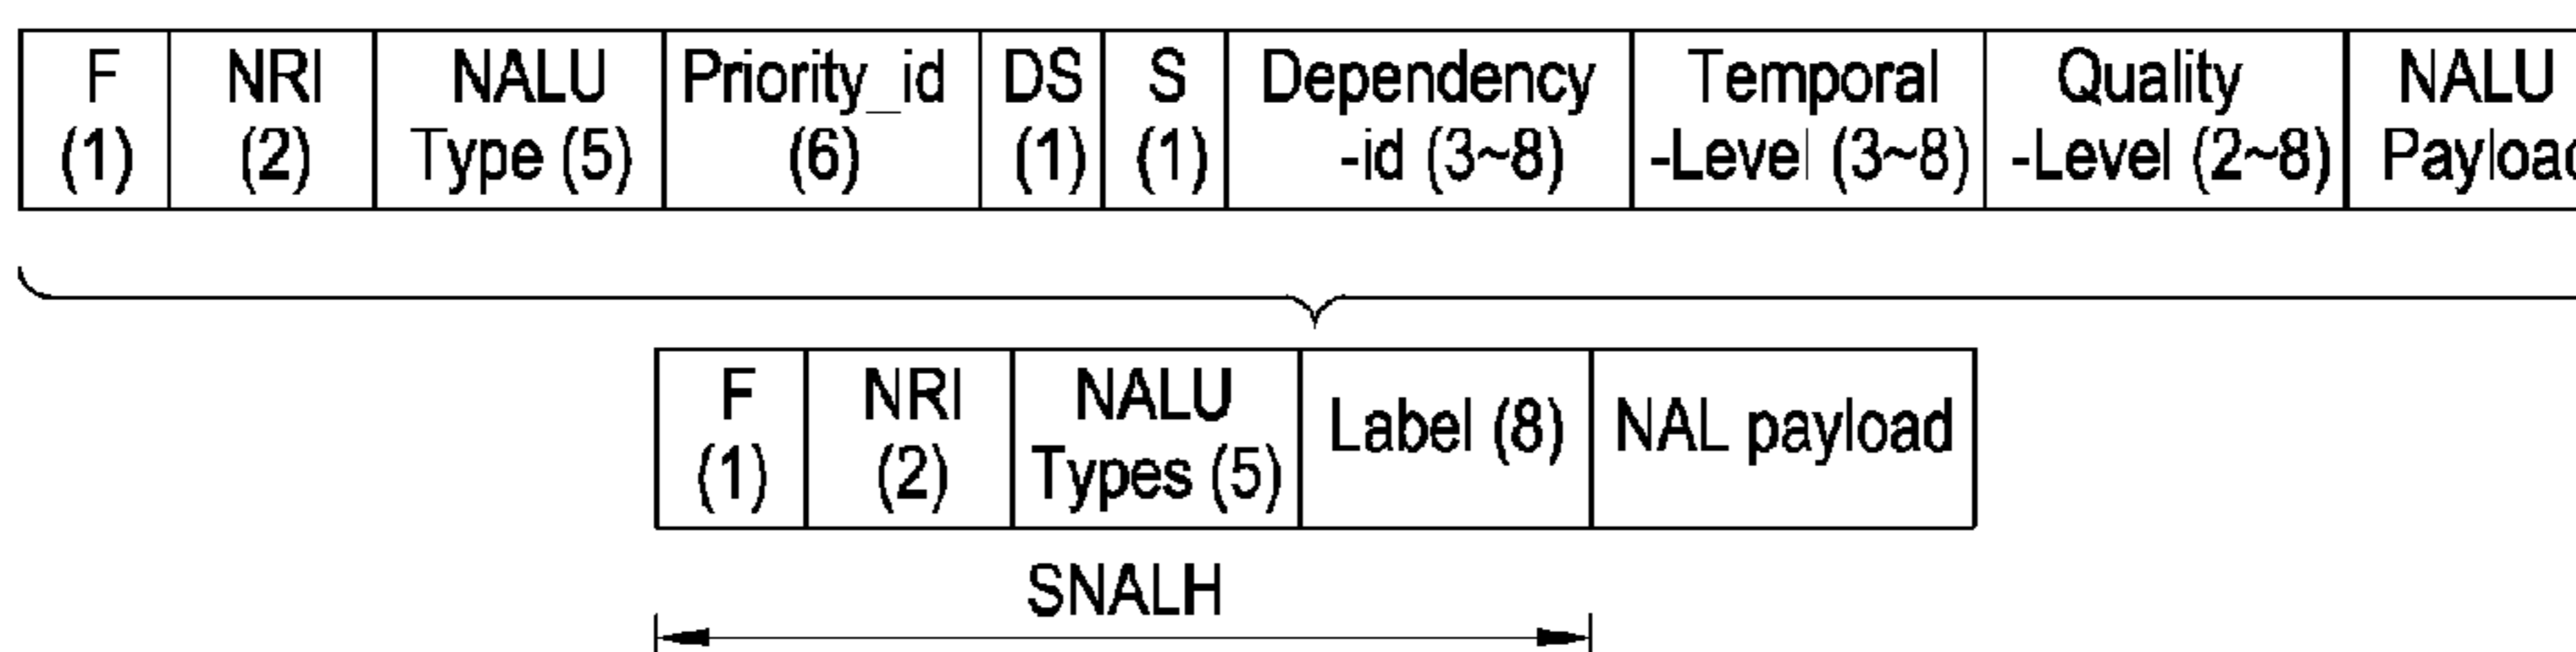 F NRI NALU Priority_id DS S Dependency Temporal Quality NALU
(1) (2) Type (5) (6) (1) (1) -id (3~8) -Level (3~8) -Level (2~8)
F NRI NALU Label (8) NAL payload
(1) (2) Types (5)
SNALH